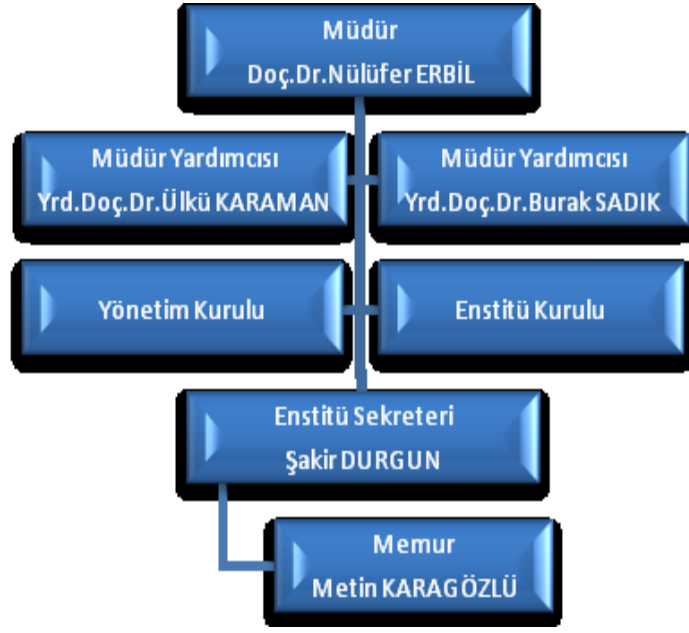 Müdür
Doç.Dr.Nülüfer ERBİL
Müdür Yardımcısı
Yrd.Doç.Dr.Ülkü KARAMAN
Müdür Yardımcısı
Yrd.Doç.Dr.Burak SADIK
Yönetim Kurulu
Enstitü Kurulu
Enstitü Sekreteri
Şakir DURGUN
Memur
Metin KARAGÖZLÜ